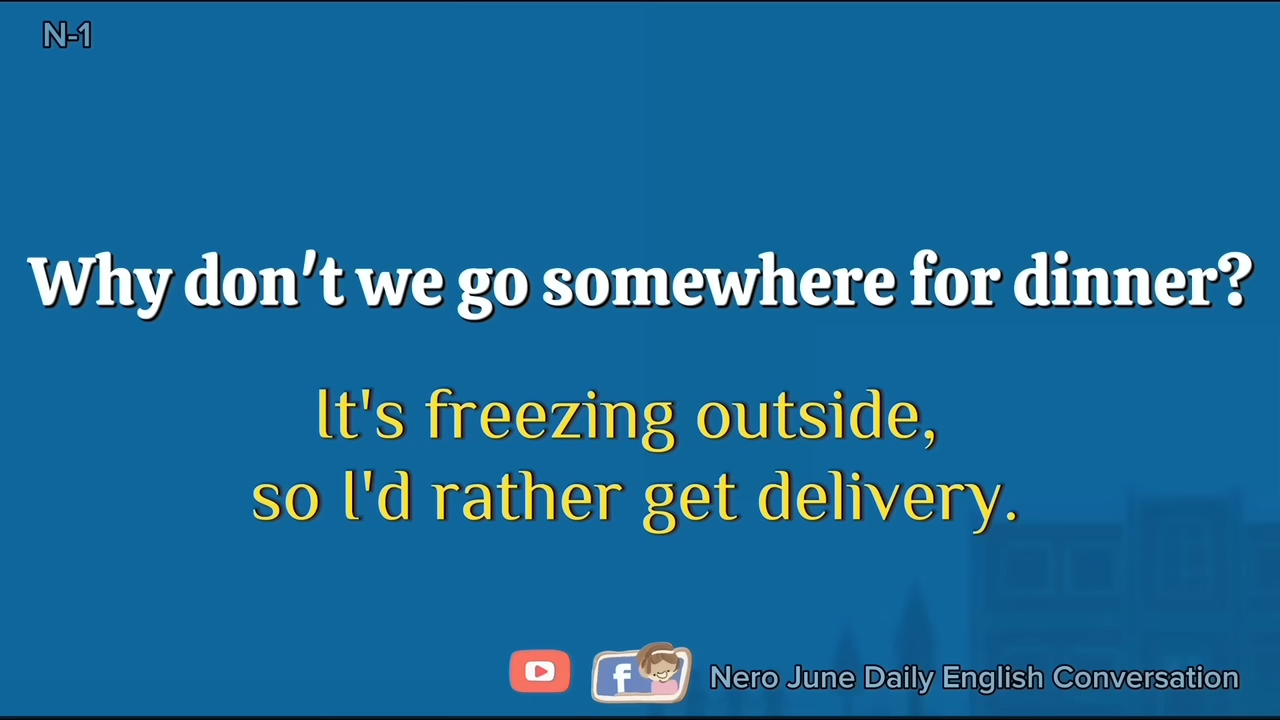 N-1
Why don't we go somewhere for dinner?
It's freezing outside,
so I'd rather get delivery.
f
Nero June Daily English Conversation